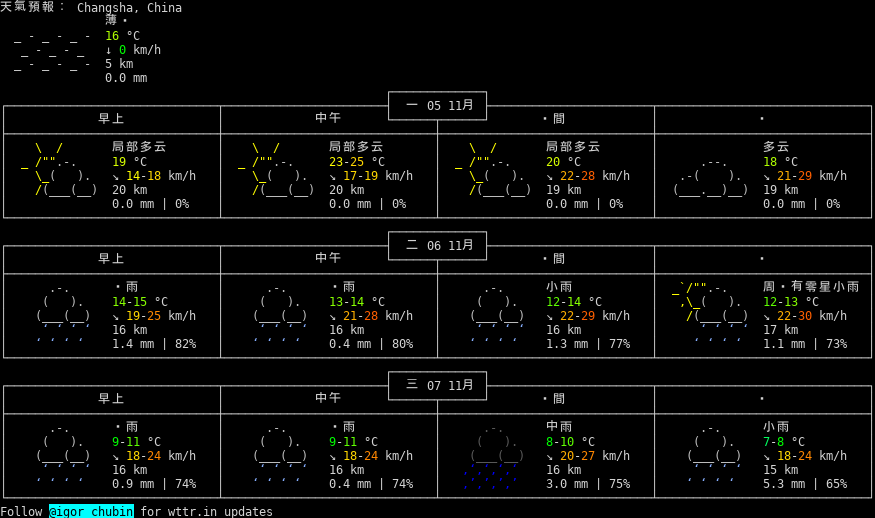 天氣預報： Changsha, China
薄・
16 °C
↓ 0 km/h
5 km
0.0 mm
一 05 11月
早上 中午 ・間 ・
局部多云 局部多云 局部多云 多云
19 °C 23-25 °C 20 °C 18 °C
↘ 14-18 km/h ↘ 17-19 km/h ↘ 22-28 km/h ↘ 21-29 km/h
20 km 20 km 19 km 19 km
0.0 mm | 0% 0.0 mm | 0% 0.0 mm | 0% 0.0 mm | 0%
二 06 11月
早上 中午 ・間 ・
・雨 ・雨 小雨 周・有零星小雨
14-15 °C 13-14 °C 12-14 °C 12-13 °C
↘ 19-25 km/h ↘ 21-28 km/h ↘ 22-29 km/h ↘ 22-30 km/h
16 km 16 km 16 km 17 km
1.4 mm | 82% 0.4 mm | 80% 1.3 mm | 77% 1.1 mm | 73%
三 07 11月
早上 中午 ・間 ・
・雨 ・雨 中雨 小雨
9-11 °C 9-11 °C 8-10 °C 7-8 °C
↘ 18-24 km/h ↘ 18-24 km/h ↘ 20-27 km/h ↘ 18-24 km/h
16 km 16 km 16 km 15 km
0.9 mm | 74% 0.4 mm | 74% 3.0 mm | 75% 5.3 mm | 65%
Follow @igor_chubin for wttr.in updates